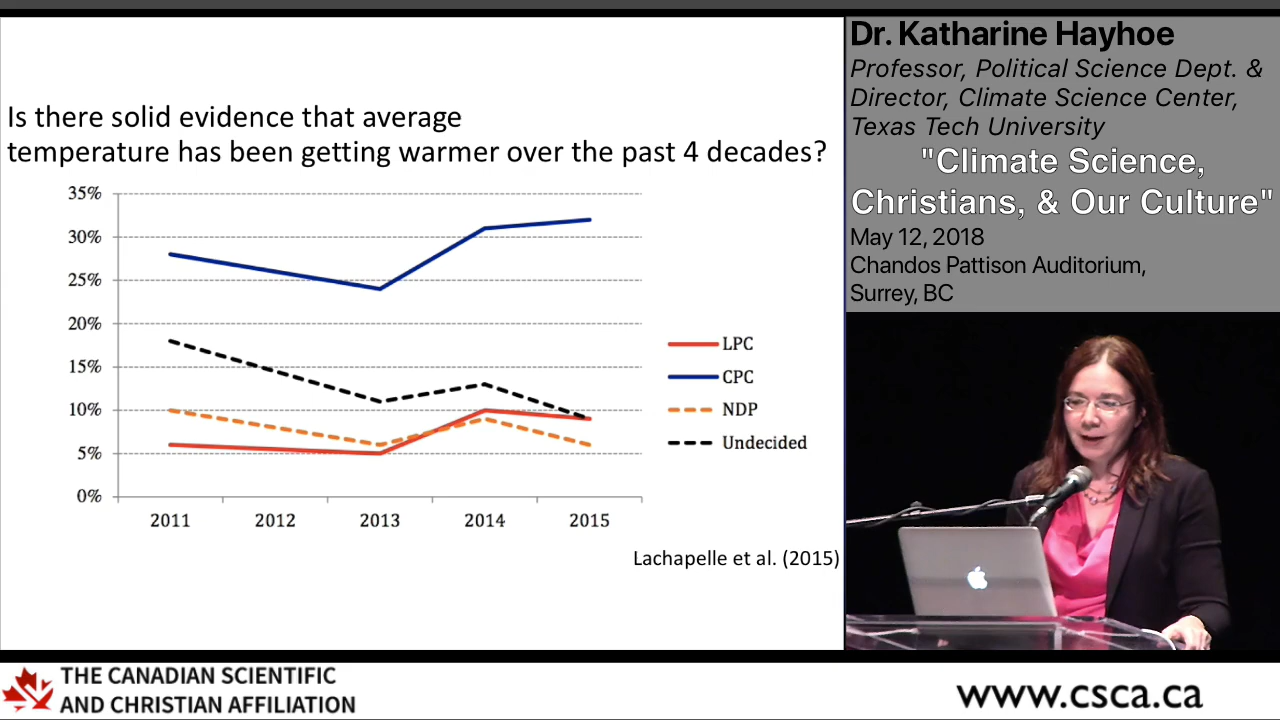 Is there solid evidence that average
temperature has been getting warmer over the past 4 decades?
35%
30%
25%
20%
15%
10%
5%
0%
2011 2012 2013 2014 2015
LPC
CPC
NDP
Undecided
Lachapelle et al. (2015)
Dr. Katharine Hayhoe
Professor, Political Science Dept. &
Director, Climate Science Center,
Texas Tech University
"Climate Science,
Christians, & Our Culture"
May 12, 2018
Chandos Pattison Auditorium,
Surrey, BC
THE CANADIAN SCIENTIFIC
AND CHRISTIAN AFFILIATION
www.csca.ca